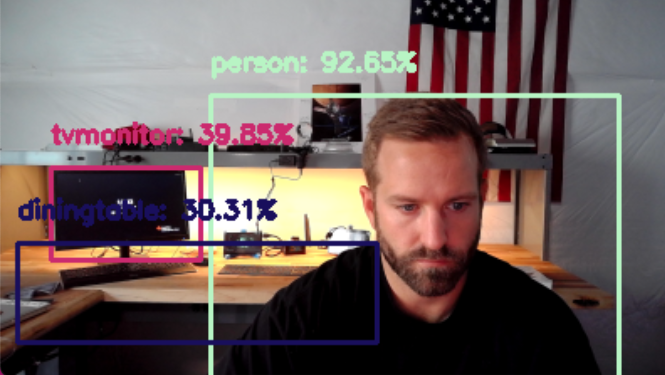 person: 92.65%
tvmonitor: 39.85%
diningtable: 30.31%